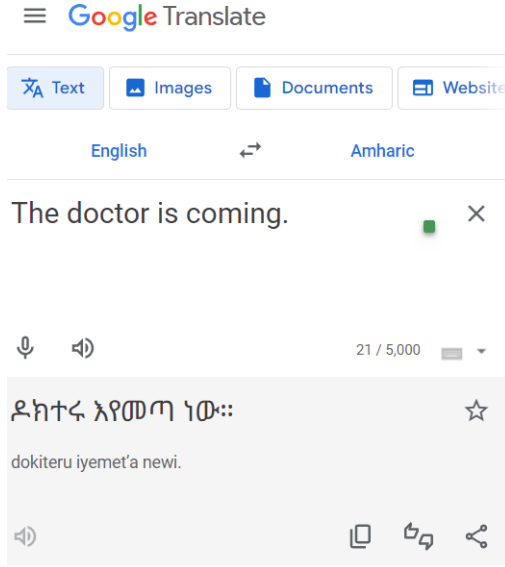 Google Translate
Text Images Documents Website
English Amharic
The doctor is coming.
21 / 5,000
ዶክተሩ እየመጣ ነው።
dokiteru iyemet'a newi.